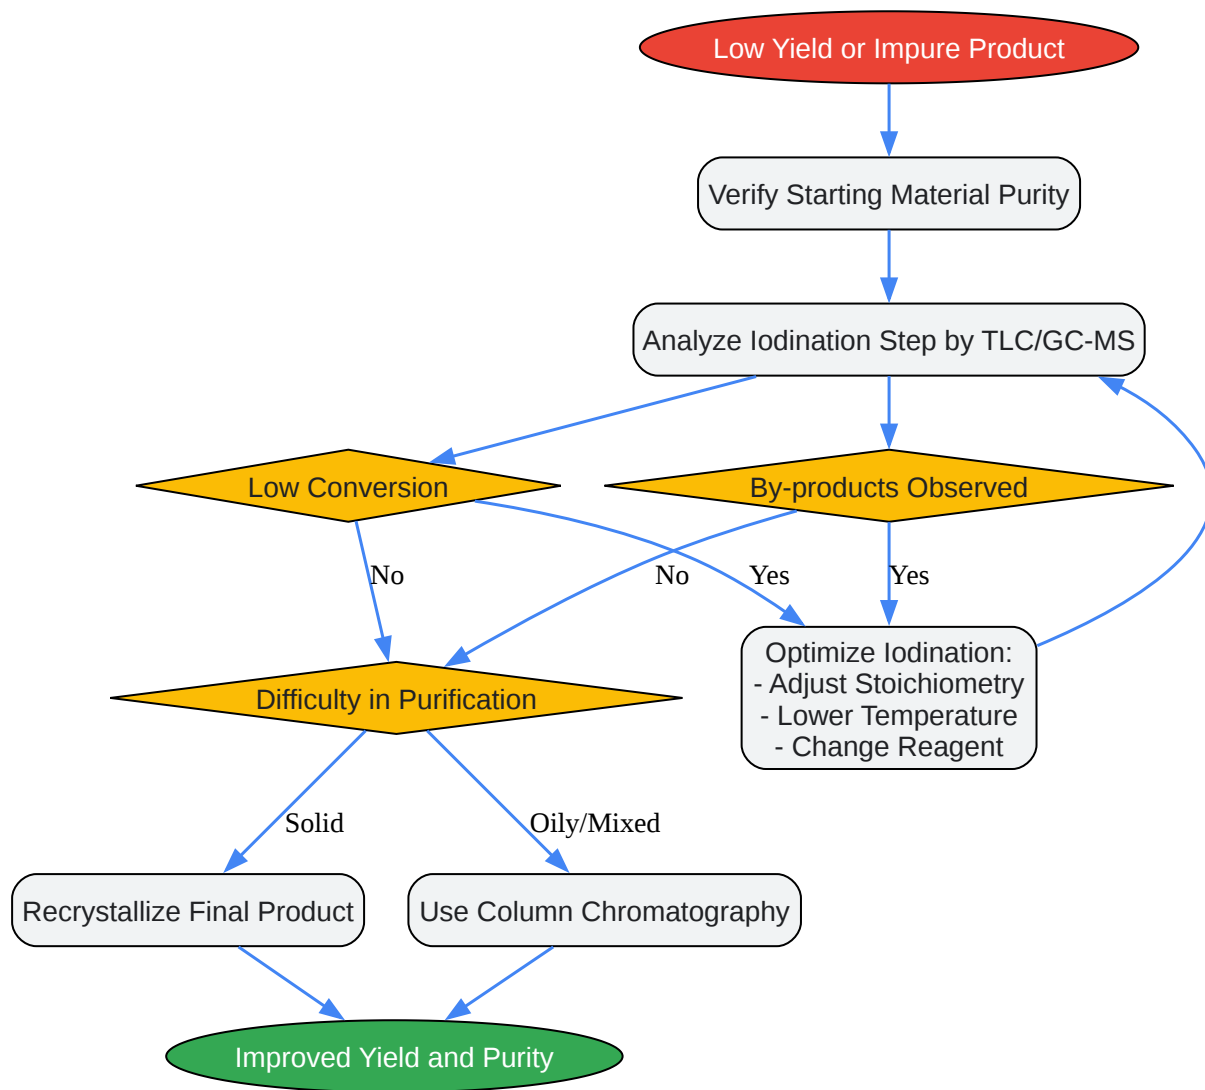 Low Yield or Impure Product
Verify Starting Material Purity
Analyze Iodination Step by TLC/GC-MS
Low Conversion
By-products Observed
No
No
Yes
Yes
Optimize Iodination:
- Adjust Stoichiometry
- Lower Temperature
- Change Reagent
Difficulty in Purification
Solid
Oily/Mixed
Recrystallize Final Product
Use Column Chromatography
Improved Yield and Purity